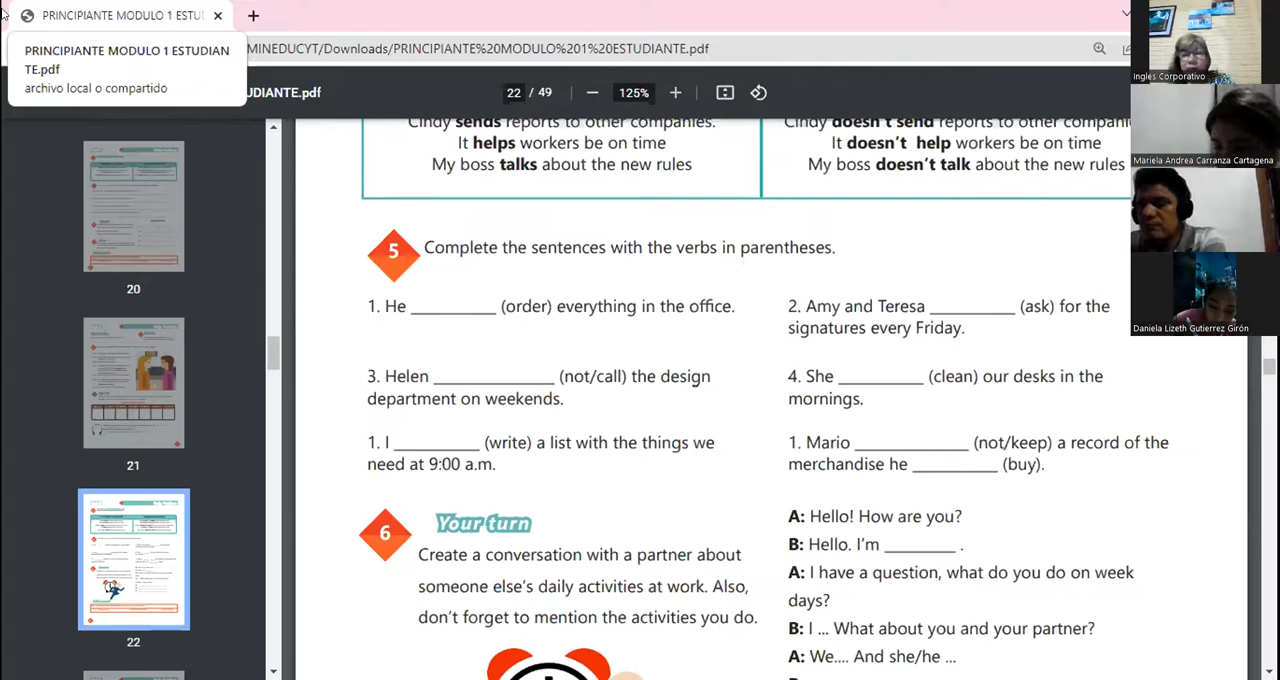 PRINCIPIANTE MODULO 1 ESTU
PRINCIPIANTE MODULO 1 ESTUDIAN
TE.pdf
archivo local o compartido
MINEDUCYT/Downloads/PRINCIPIANTE%20MODULO%201%20ESTUDIANTE.pdf
UDIANTE.pdf
22 / 49
125%
20
21
22
Cindy sends reports to other companies.
It helps workers be on time
My boss talks about the new rules
Cindy doesn't send reports to other compani
It doesn't help workers be on time
My boss doesn't talk about the new rules
5 Complete the sentences with the verbs in parentheses.
1. He _________ (order) everything in the office.
2. Amy and Teresa _________ (ask) for the
signatures every Friday.
3. Helen _____________ (not/call) the design
department on weekends.
4. She _________ (clean) our desks in the
mornings.
1. I _________ (write) a list with the things we
need at 9:00 a.m.
1. Mario ____________ (not/keep) a record of the
merchandise he _________ (buy).
6 Your turn
Create a conversation with a partner about
someone else's daily activities at work. Also,
don't forget to mention the activities you do.
A: Hello! How are you?
B: Hello. I'm ________ .
A: I have a question, what do you do on week
days?
B: I ... What about you and your partner?
A: We.... And she/he ...
Ingles Corporativo
Mariela Andrea Carranza Cartagena
Daniela Lizeth Gutierrez Girón